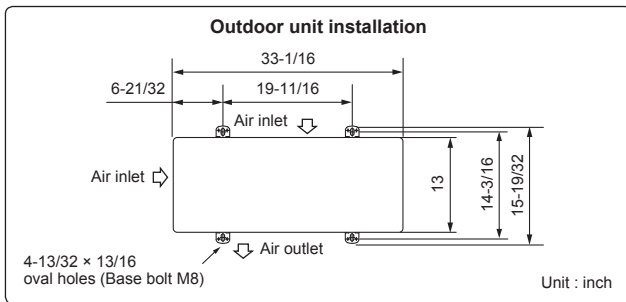 Outdoor unit installation
33-1/16
6-21/32
19-11/16
Air inlet
Air inlet
13
14-3/16
15-19/32
Air outlet
4-13/32 × 13/16
oval holes (Base bolt M8)
Unit : inch